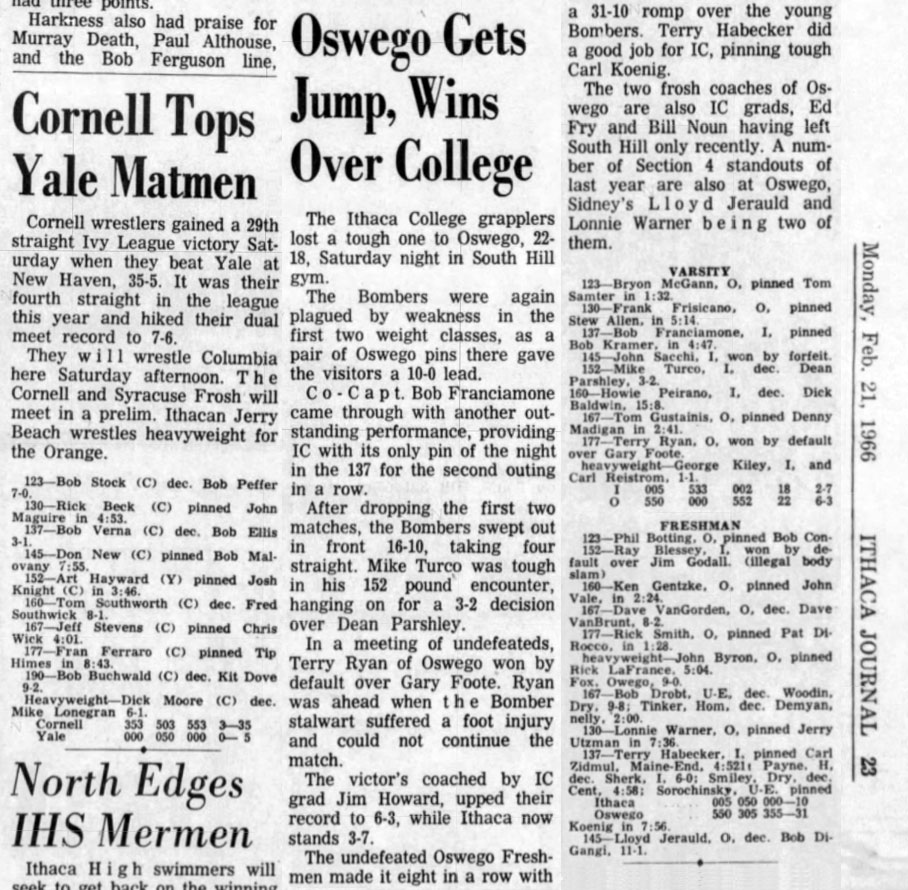 had three points.
Harkness also had praise for
Murray Death, Paul Althouse,
and the Bob Ferguson line,
Cornell Tops
Yale Matmen
Cornell wrestlers gained a 29th
straight Ivy League victory Sat-
urday when they beat Yale at
New Haven, 35-5. It was their
fourth straight in the league
this year and hiked their dual
meet record to 7-6.
They will wrestle Columbia
here Saturday afternoon. The
Cornell and Syracuse Frosh will
meet in a prelim. Ithacan Jerry
Beach wrestles heavyweight for
the Orange.
123—Bob Stock (C) dec. Bob Peffer
7-0.
130—Rick Beck (C) pinned John
Maguire in 4:53.
137—Bob Verna (C) dec. Bob Ellis
3-1.
145—Don New (C) pinned Bob Mal-
ovany 7:55.
152—Art Hayward (Y) pinned Josh
Knight (C) in 3:46.
160—Tom Southworth (C) dec. Fred
Southwick 8-1.
167—Jeff Stevens (C) pinned Chris
Wick 4:01.
177—Fran Ferraro (C) pinned Tip
Himes in 8:43.
190—Bob Buchwald (C) dec. Kit Dove
9-2.
Heavyweight—Dick Moore (C) dec.
Mike Lonegran 6-1.
Cornell 353 503 553 3—35
Yale 000 050 000 0— 5
North Edges
IHS Mermen
Ithaca High swimmers will
seek to get back on the winning
Oswego Gets
Jump, Wins
Over College
The Ithaca College grapplers
lost a tough one to Oswego, 22-
18, Saturday night in South Hill
gym.
The Bombers were again
plagued by weakness in the
first two weight classes, as a
pair of Oswego pins there gave
the visitors a 10-0 lead.
Co-Capt. Bob Franciamone
came through with another out-
standing performance, providing
IC with its only pin of the night
in the 137 for the second outing
in a row.
After dropping the first two
matches, the Bombers swept out
in front 16-10, taking four
straight. Mike Turco was tough
in his 152 pound encounter,
hanging on for a 3-2 decision
over Dean Parshley.
In a meeting of undefeateds,
Terry Ryan of Oswego won by
default over Gary Foote. Ryan
was ahead when the Bomber
stalwart suffered a foot injury
and could not continue the
match.
The victor's coached by IC
grad Jim Howard, upped their
record to 6-3, while Ithaca now
stands 3-7.
The undefeated Oswego Fresh-
men made it eight in a row with
a 31-10 romp over the young
Bombers. Terry Habecker did
a good job for IC, pinning tough
Carl Koenig.
The two frosh coaches of Os-
wego are also IC grads, Ed
Fry and Bill Noun having left
South Hill only recently. A num-
ber of Section 4 standouts of
last year are also at Oswego,
Sidney's Lloyd Jerauld and
Lonnie Warner being two of
them.
VARSITY
123—Bryon McGann, O, pinned Tom
Samter in 1:32.
130—Frank Frisicano, O, pinned
Stew Allen, in 5:14.
137—Bob Franciamone, I, pinned
Bob Kramer, in 4:47.
145—John Sacchi, I, won by forfeit.
152—Mike Turco, I, dec. Dean
Parshley, 3-2.
160—Howie Peirano, I, dec. Dick
Baldwin, 15:8.
167—Tom Gustainis, O, pinned Denny
Madigan in 2:41.
177—Terry Ryan, O, won by default
over Gary Foote.
heavyweight—George Kiley, I, and
Carl Reistrom, 1-1.
I 005 533 002 18 2-7
O 550 000 552 22 6-3
FRESHMAN
123—Phil Botting, O, pinned Bob Con-
152—Ray Blessey, I, won by de-
fault over Jim Godall. (illegal body
slam)
160—Ken Gentzke, O, pinned John
Vale, in 2:24.
167—Dave VanGorden, O, dec. Dave
VanBrunt, 8-2.
177—Rick Smith, O, pinned Pat Di-
Rocco, in 1:28.
heavyweight—John Byron, O, pinned
Rick LaFrance, 5:04.
Fox, Owego, 9-0.
167—Bob Drobt, U-E, dec. Woodin,
Dry, 9-8; Tinker, Hom, dec. Demyan,
nelly, 2:00.
130—Lonnie Warner, O, pinned Jerry
Utzman in 7:36.
137—Terry Habecker, I, pinned Carl
Zidmul, Maine-End, 4:521t Payne, H,
dec. Sherk, I, 6-0; Smiley, Dry, dec.
Cent, 4:58; Sorochinsky, U-E, pinned
Ithaca 005 050 000—10
Oswego 550 305 355—31
Koenig in 7:56.
145—Lloyd Jerauld, O, dec. Bob Di-
Gangi, 11-1.
Monday, Feb. 21, 1966 ITHACA JOURNAL 23